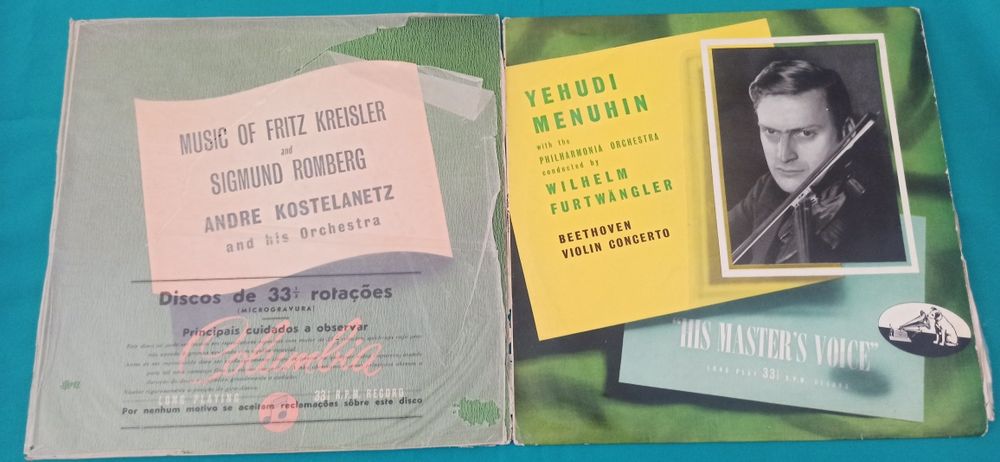 MUSIC OF FRITZ KREISLER
and
SIGMUND ROMBERG
ANDRE KOSTELANETZ
and his Orchestra
Discos de 33⅓ rotações
(MICROGRAVURA)
Principais cuidados a observar
Columbia
LONG PLAYING
33⅓ R.P.M. RECORD
Por nenhum motivo se aceitam reclamações sôbre este disco
YEHUDI
MENUHIN
with the
PHILHARMONIA ORCHESTRA
conducted by
WILHELM
FURTWÄNGLER
BEETHOVEN
VIOLIN CONCERTO
"HIS MASTER'S VOICE"
LONG PLAY 33⅓ R.P.M. RECORD